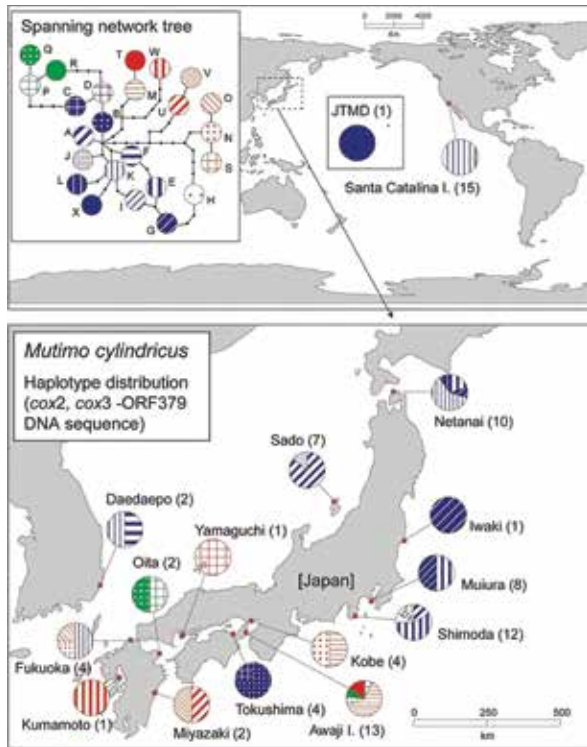 Spanning network tree
Q
R
T
W
V
P
C
D
M
O
B
U
A
N
J
F
S
K
L
E
H
X
I
G
0 2000 4000
Km
JTMD (1)
Santa Catalina I. (15)
Mutimo cylindricus
Haplotype distribution
(cox2, cox3 -ORF379
DNA sequence)
Netanai (10)
Sado (7)
Daedaepo (2)
Yamaguchi (1)
Iwaki (1)
Oita (2)
[Japan]
Muiura (8)
Shimoda (12)
Fukuoka (4)
Kobe (4)
Kumamoto (1)
Miyazaki (2)
Tokushima (4)
Awaji I. (13)
0 250 500
km